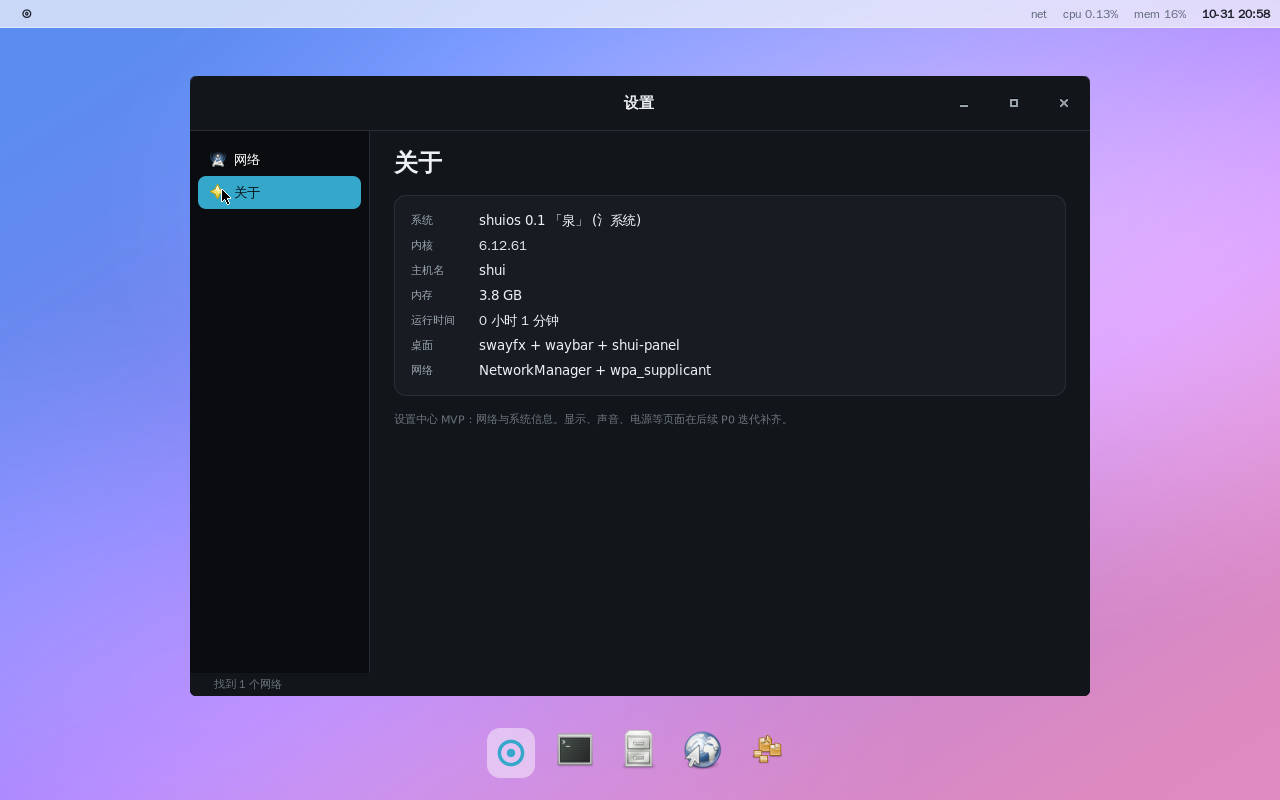 net cpu 0.13% mem 16% 10-31 20:58
设置
网络
关于
关于
系统 shuios 0.1 「泉」 (氵系统)
内核 6.12.61
主机名 shui
内存 3.8 GB
运行时间 0 小时 1 分钟
桌面 swayfx + waybar + shui-panel
网络 NetworkManager + wpa_supplicant
设置中心 MVP：网络与系统信息。显示、声音、电源等页面在后续 P0 迭代补齐。
找到 1 个网络